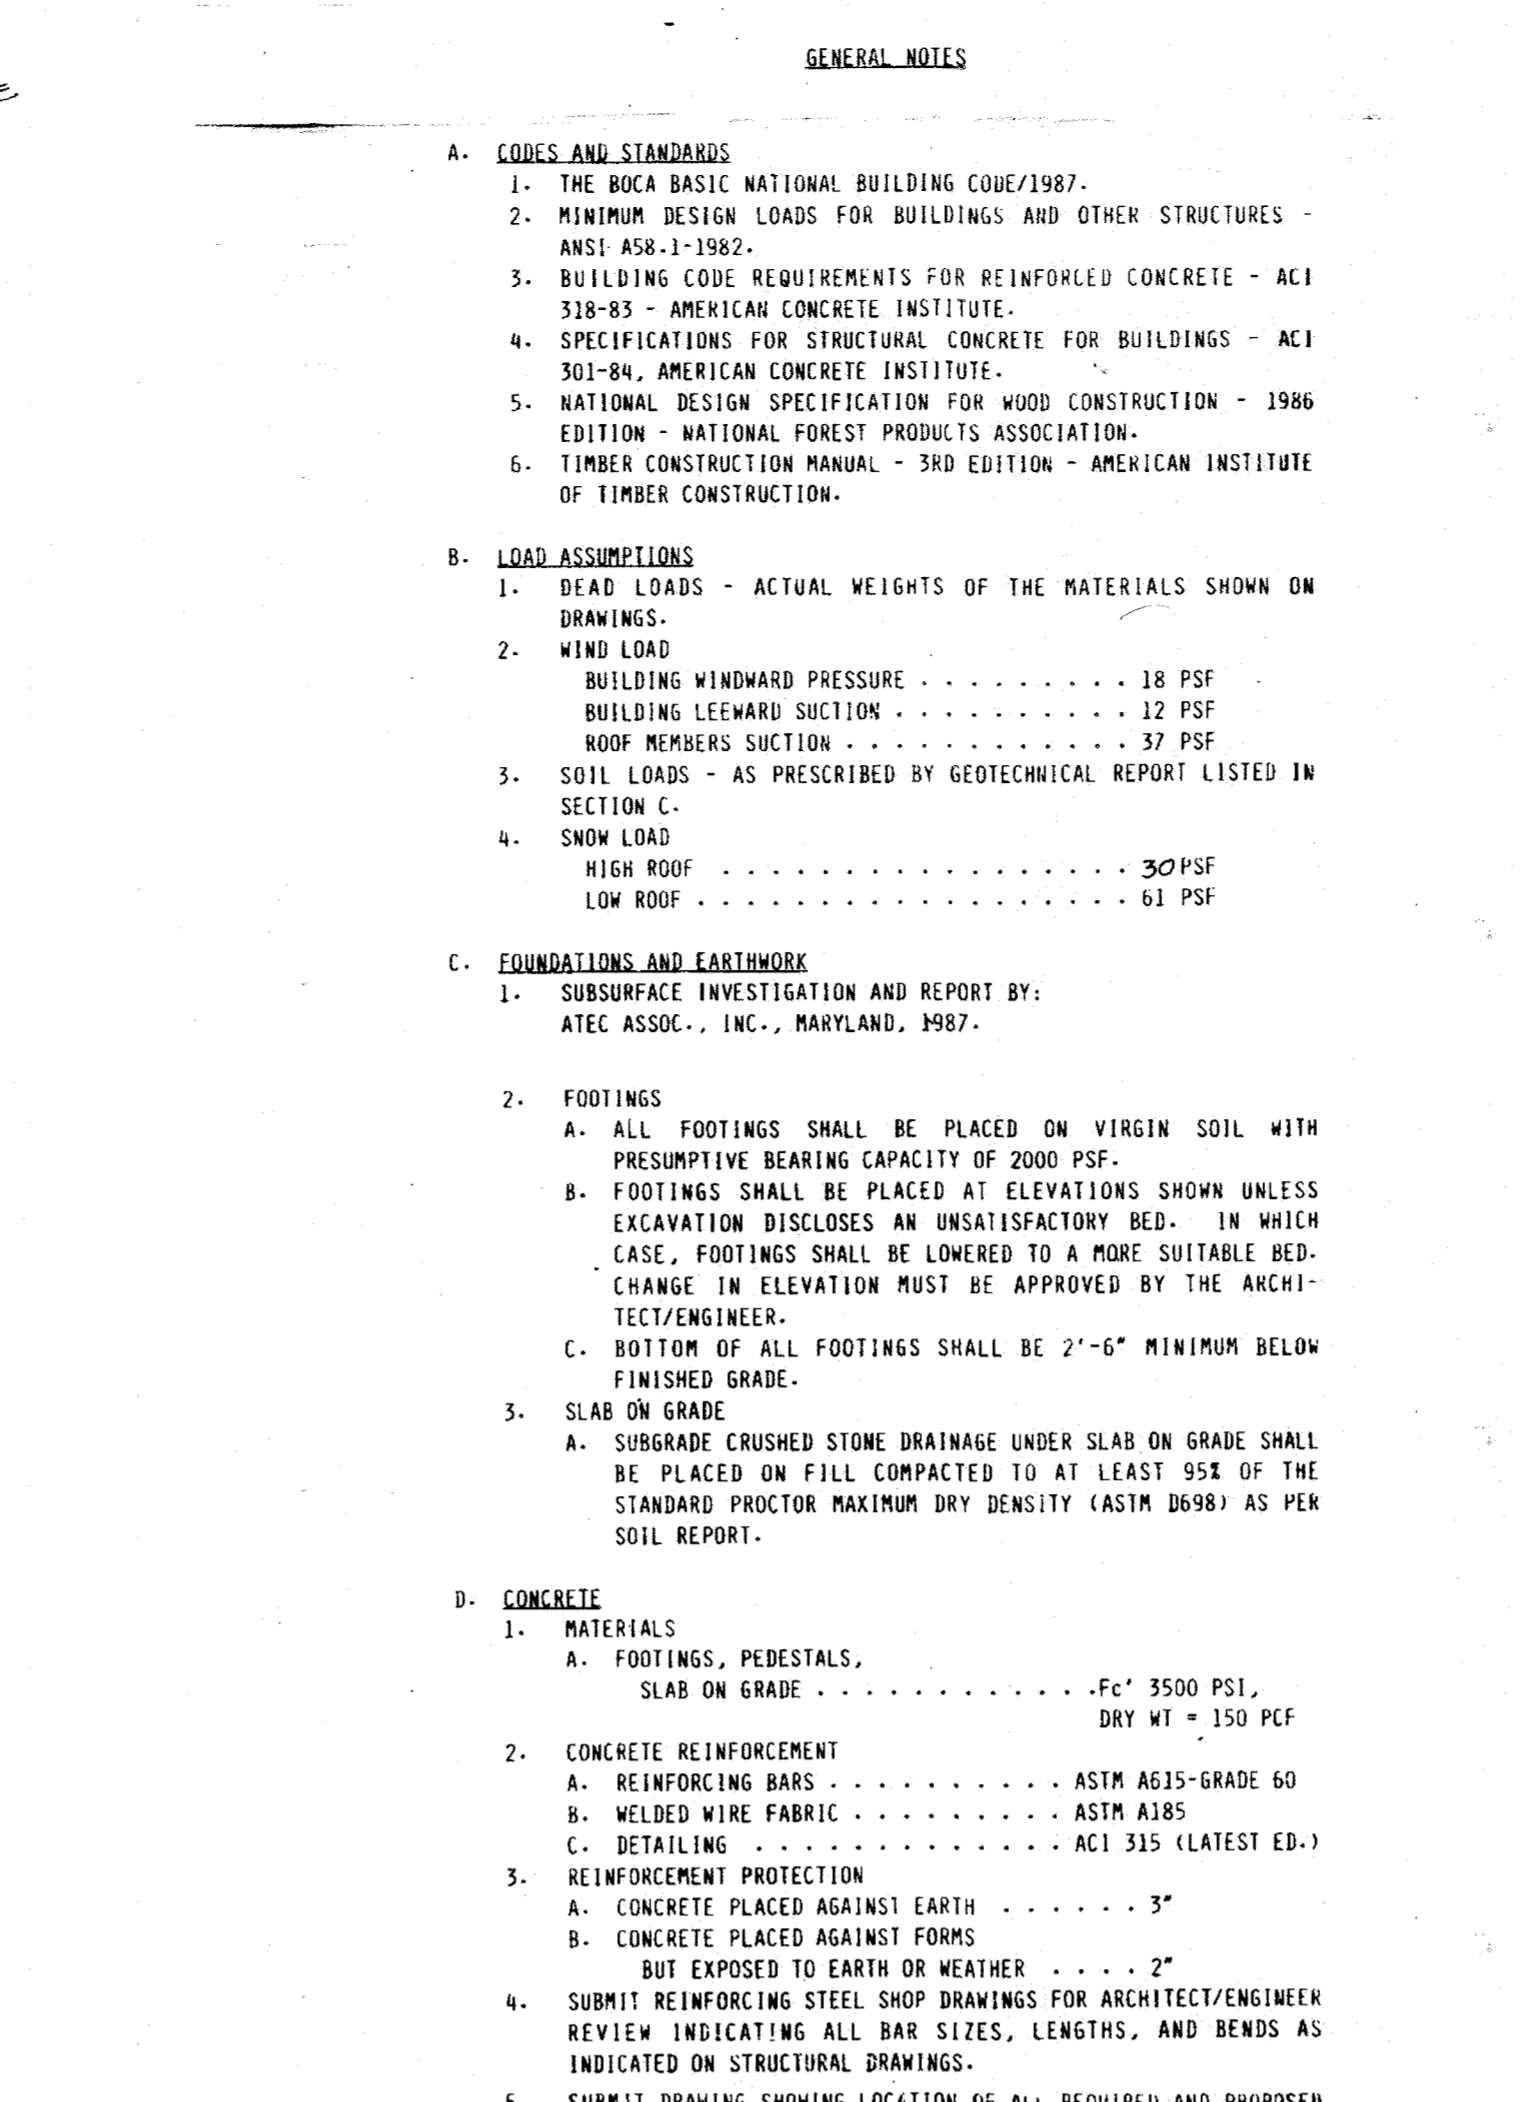 GENERAL NOTES
A. CODES AND STANDARDS
1. THE BOCA BASIC NATIONAL BUILDING CODE/1987.
2. MINIMUM DESIGN LOADS FOR BUILDINGS AND OTHER STRUCTURES -
ANSI A58.1-1982.
3. BUILDING CODE REQUIREMENTS FOR REINFORCED CONCRETE - ACI
318-83 - AMERICAN CONCRETE INSTITUTE.
4. SPECIFICATIONS FOR STRUCTURAL CONCRETE FOR BUILDINGS - ACI
301-84, AMERICAN CONCRETE INSTITUTE.
5. NATIONAL DESIGN SPECIFICATION FOR WOOD CONSTRUCTION - 1986
EDITION - NATIONAL FOREST PRODUCTS ASSOCIATION.
6. TIMBER CONSTRUCTION MANUAL - 3RD EDITION - AMERICAN INSTITUTE
OF TIMBER CONSTRUCTION.
B. LOAD ASSUMPTIONS
1. DEAD LOADS - ACTUAL WEIGHTS OF THE MATERIALS SHOWN ON
DRAWINGS.
2. WIND LOAD
BUILDING WINDWARD PRESSURE . . . . . . . . . 18 PSF
BUILDING LEEWARD SUCTION . . . . . . . . . . 12 PSF
ROOF MEMBERS SUCTION . . . . . . . . . . . . 37 PSF
3. SOIL LOADS - AS PRESCRIBED BY GEOTECHNICAL REPORT LISTED IN
SECTION C.
4. SNOW LOAD
HIGH ROOF . . . . . . . . . . . . . . . . . 30 PSF
LOW ROOF . . . . . . . . . . . . . . . . . . 61 PSF
C. FOUNDATIONS AND EARTHWORK
1. SUBSURFACE INVESTIGATION AND REPORT BY:
ATEC ASSOC., INC., MARYLAND, 1987.
2. FOOTINGS
A. ALL FOOTINGS SHALL BE PLACED ON VIRGIN SOIL WITH
PRESUMPTIVE BEARING CAPACITY OF 2000 PSF.
B. FOOTINGS SHALL BE PLACED AT ELEVATIONS SHOWN UNLESS
EXCAVATION DISCLOSES AN UNSATISFACTORY BED. IN WHICH
CASE, FOOTINGS SHALL BE LOWERED TO A MORE SUITABLE BED.
CHANGE IN ELEVATION MUST BE APPROVED BY THE ARCHI-
TECT/ENGINEER.
C. BOTTOM OF ALL FOOTINGS SHALL BE 2'-6" MINIMUM BELOW
FINISHED GRADE.
3. SLAB ON GRADE
A. SUBGRADE CRUSHED STONE DRAINAGE UNDER SLAB ON GRADE SHALL
BE PLACED ON FILL COMPACTED TO AT LEAST 95% OF THE
STANDARD PROCTOR MAXIMUM DRY DENSITY (ASTM D698) AS PER
SOIL REPORT.
D. CONCRETE
1. MATERIALS
A. FOOTINGS, PEDESTALS,
SLAB ON GRADE . . . . . . . . . . . .Fc' 3500 PSI,
DRY WT = 150 PCF
2. CONCRETE REINFORCEMENT
A. REINFORCING BARS . . . . . . . . . . ASTM A615-GRADE 60
B. WELDED WIRE FABRIC . . . . . . . . . ASTM A185
C. DETAILING . . . . . . . . . . . . . ACI 315 (LATEST ED.)
3. REINFORCEMENT PROTECTION
A. CONCRETE PLACED AGAINST EARTH . . . . . . 3"
B. CONCRETE PLACED AGAINST FORMS
BUT EXPOSED TO EARTH OR WEATHER . . . . 2"
4. SUBMIT REINFORCING STEEL SHOP DRAWINGS FOR ARCHITECT/ENGINEER
REVIEW INDICATING ALL BAR SIZES, LENGTHS, AND BENDS AS
INDICATED ON STRUCTURAL DRAWINGS.
5. SUBMIT DRAWING SHOWING LOCATION OF ALL REQUIRED AND PROPOSED